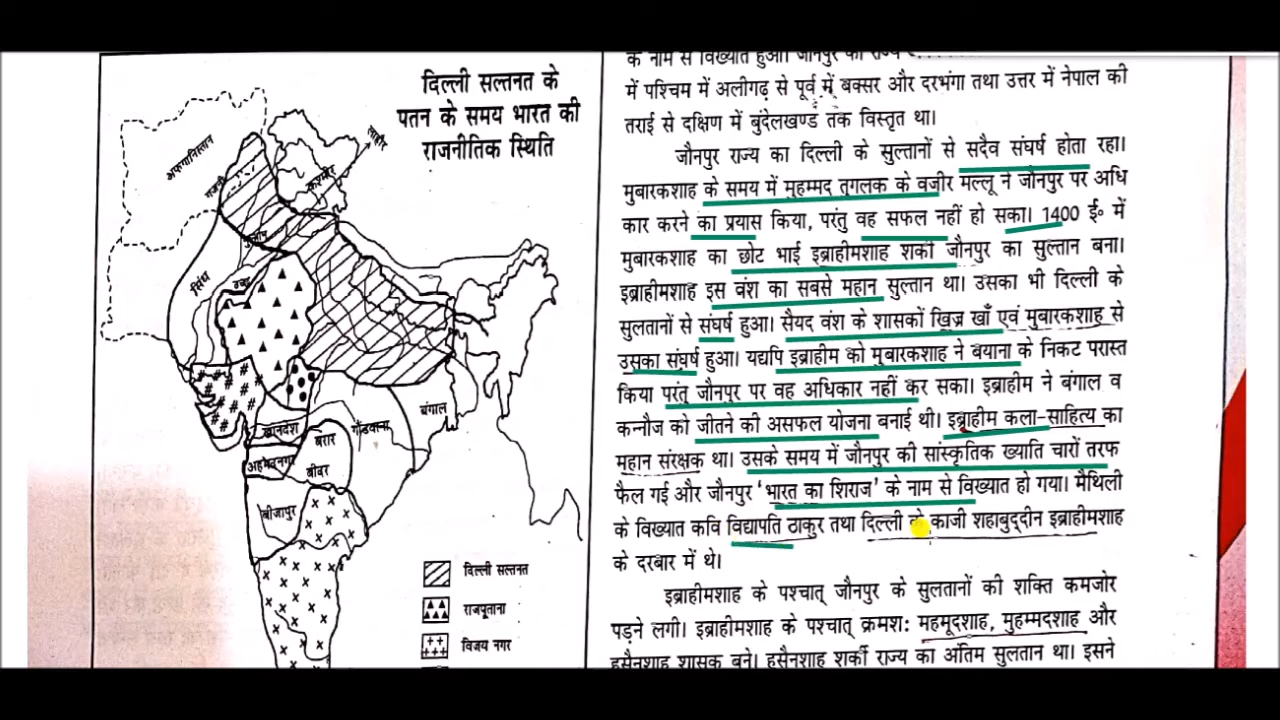 दिल्ली सल्तनत के
पतन के समय भारत की
राजनीतिक स्थिति
अफगानिस्तान
लाहौर
कश्मीर
गजनी
मुल्तान
सिन्ध
उच्छ
खानदेश
बरार
गौंडवाना
बंगाल
अहमदनगर
बीदर
बीजापुर
दिल्ली सल्तनत
राजपूताना
विजय नगर
के नाम से विख्यात हुआ। जौनपुर का राज्य
में पश्चिम में अलीगढ़ से पूर्व में बक्सर और दरभंगा तथा उत्तर में नेपाल की
तराई से दक्षिण में बुंदेलखण्ड तक विस्तृत था।
जौनपुर राज्य का दिल्ली के सुल्तानों से सदैव संघर्ष होता रहा।
मुबारकशाह के समय में मुहम्मद तुगलक के वजीर मल्लू ने जौनपुर पर अधि
कार करने का प्रयास किया, परंतु वह सफल नहीं हो सका। 1400 ई॰ में
मुबारकशाह का छोट भाई इब्राहीमशाह शर्की जौनपुर का सुल्तान बना।
इब्राहीमशाह इस वंश का सबसे महान सुल्तान था। उसका भी दिल्ली के
सुलतानों से संघर्ष हुआ। सैयद वंश के शासकों खिज्र खाँ एवं मुबारकशाह से
उसका संघर्ष हुआ। यद्यपि इब्राहीम को मुबारकशाह ने बयाना के निकट परास्त
किया परंतु जौनपुर पर वह अधिकार नहीं कर सका। इब्राहीम ने बंगाल व
कन्नौज को जीतने की असफल योजना बनाई थी। इब्राहीम कला-साहित्य का
महान संरक्षक था। उसके समय में जौनपुर की सांस्कृतिक ख्याति चारों तरफ
फैल गई और जौनपुर ‘भारत का शिराज’ के नाम से विख्यात हो गया। मैथिली
के विख्यात कवि विद्यापति ठाकुर तथा दिल्ली के काजी शहाबुद्दीन इब्राहीमशाह
के दरबार में थे।
इब्राहीमशाह के पश्चात् जौनपुर के सुलतानों की शक्ति कमजोर
पड़ने लगी। इब्राहीमशाह के पश्चात् क्रमश: महमूदशाह, मुहम्मदशाह और
हुसैनशाह शासक बने। हुसैनशाह शर्की राज्य का अंतिम सुलतान था। इसने